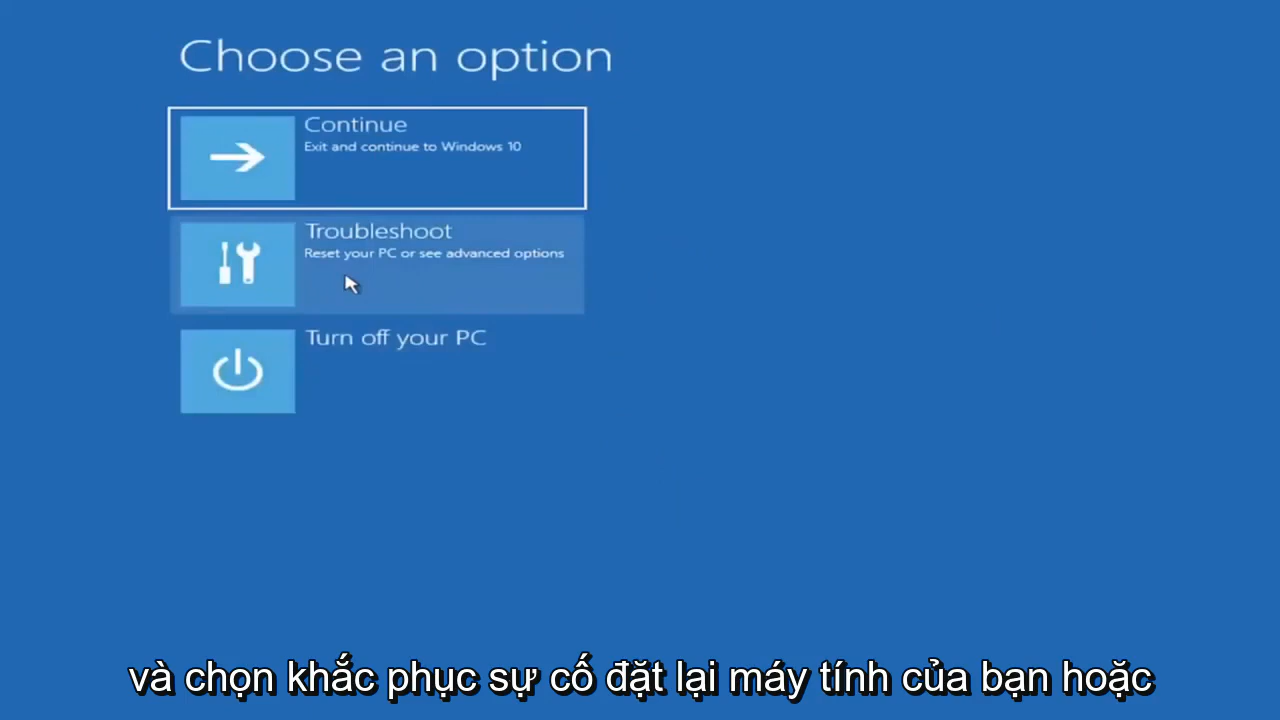 Choose an option
Continue
Exit and continue to Windows 10
Troubleshoot
Reset your PC or see advanced options
Turn off your PC
và chọn khắc phục sự cố đặt lại máy tính của bạn hoặc